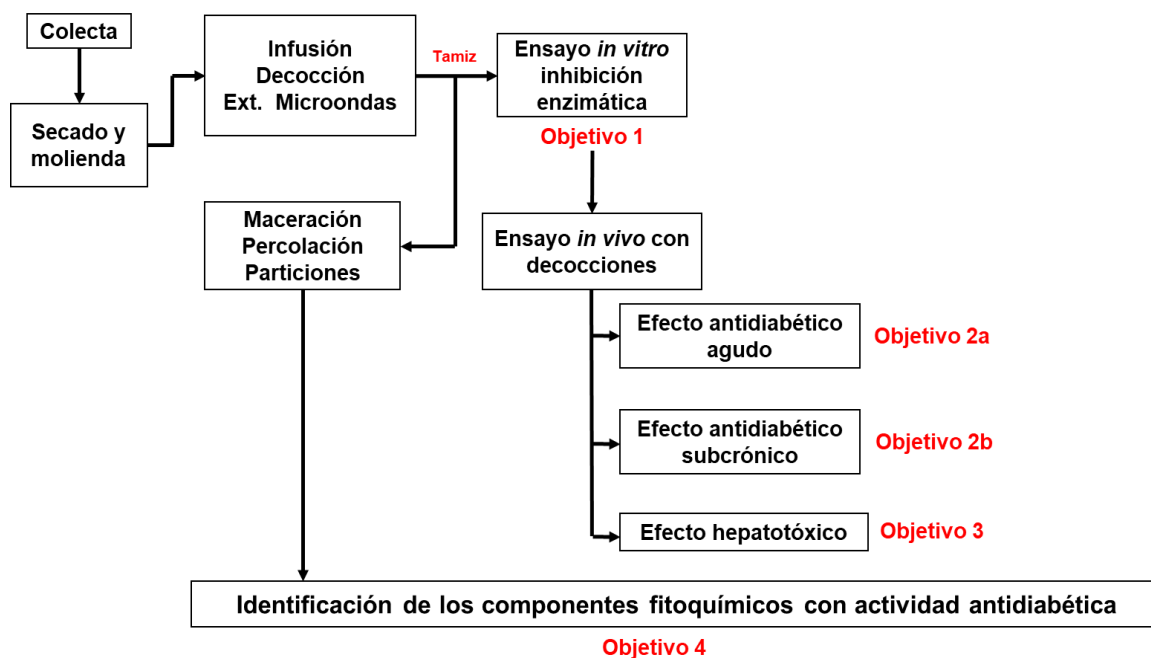 Colecta
Secado y
molienda
Infusión
Decocción
Ext. Microondas
Tamiz
Ensayo in vitro
inhibición
enzimática
Objetivo 1
Maceración
Percolación
Particiones
Ensayo in vivo con
decocciones
Efecto antidiabético
agudo
Objetivo 2a
Efecto antidiabético
subcrónico
Objetivo 2b
Efecto hepatotóxico
Objetivo 3
Identificación de los componentes fitoquímicos con actividad antidiabética
Objetivo 4